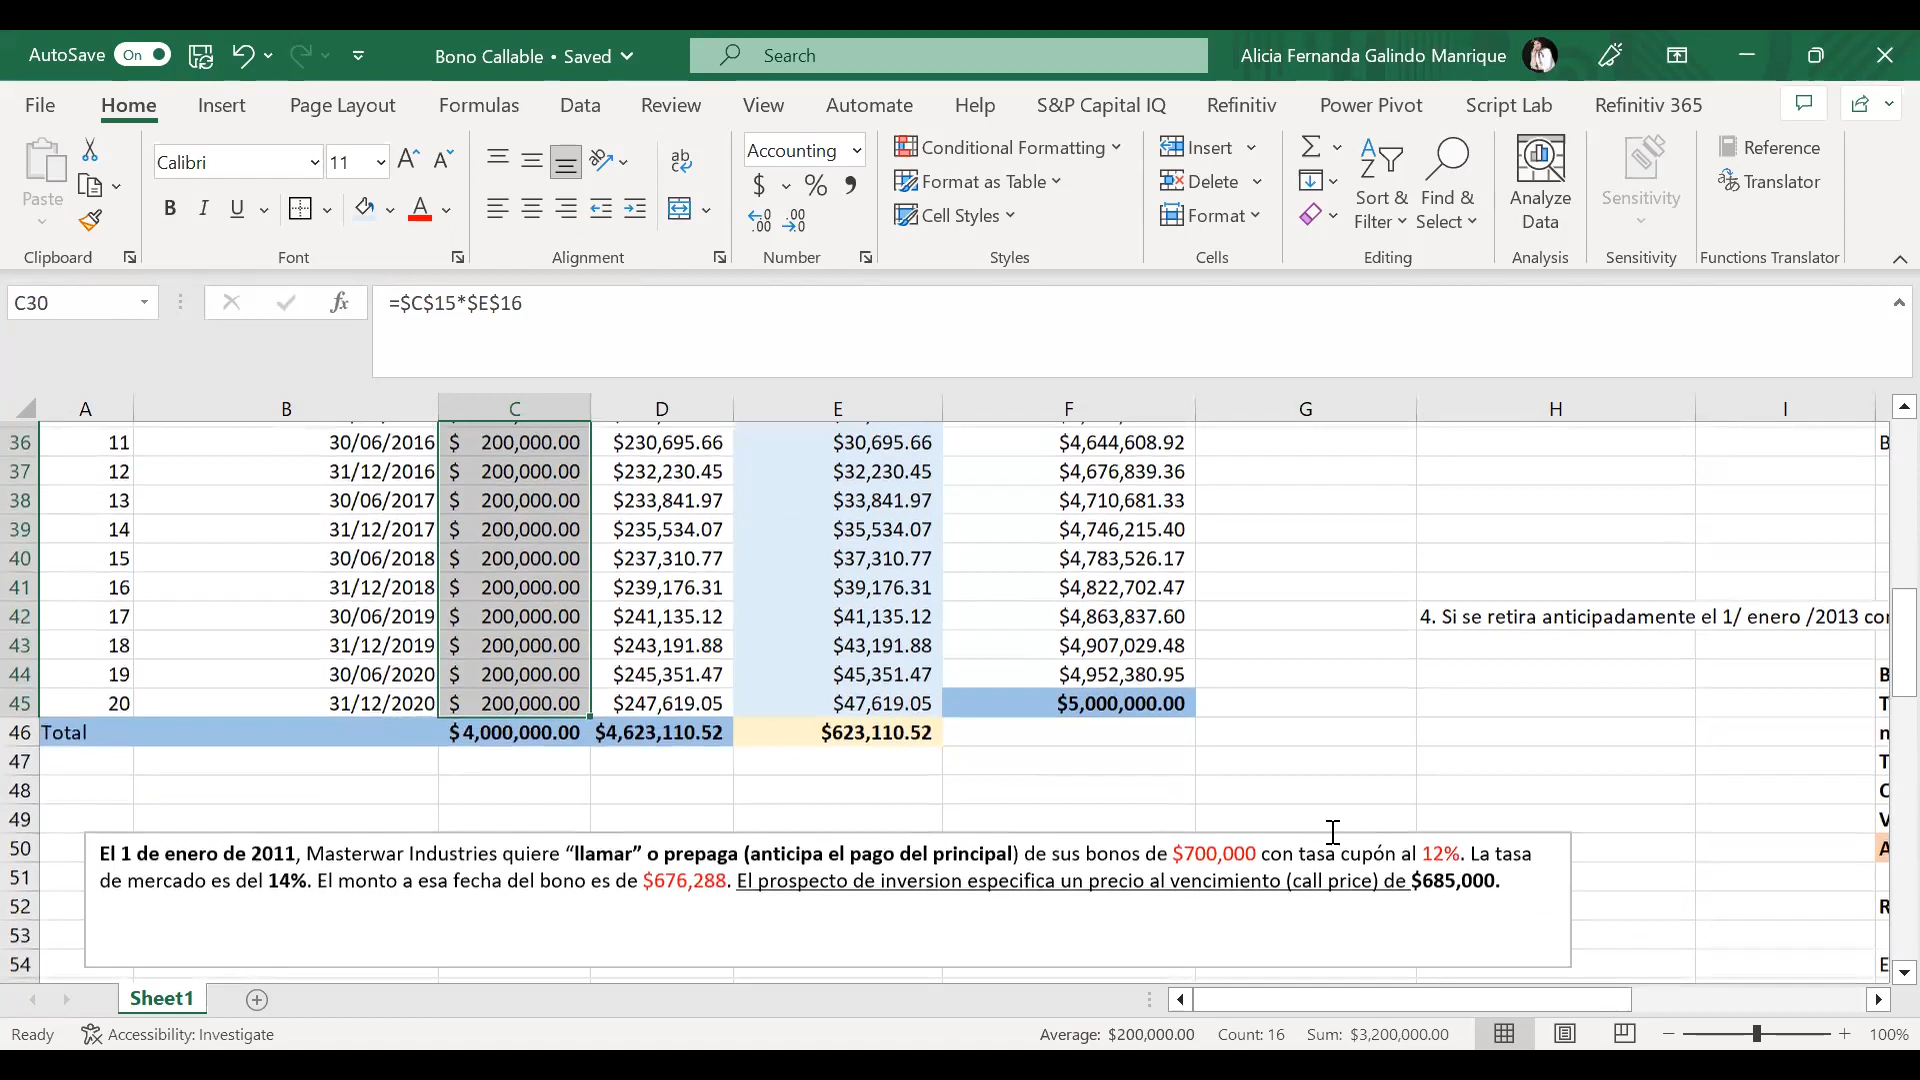 AutoSave On Bono Callable • Saved Search Alicia Fernanda Galindo Manrique
File Home Insert Page Layout Formulas Data Review View Automate Help S&P Capital IQ Refinitiv Power Pivot Script Lab Refinitiv 365
Calibri 11 Accounting Conditional Formatting Insert Reference
Paste $ % Format as Table Delete Sort & Filter Find & Select Analyze Data Sensitivity Translator
B I U A Cell Styles Format
Clipboard Font Alignment Number Styles Cells Editing Analysis Sensitivity Functions Translator
C30 fx =$C$15*$E$16
A B C D E F G H I
36 11 30/06/2016 $ 200,000.00 $230,695.66 $30,695.66 $4,644,608.92 B
37 12 31/12/2016 $ 200,000.00 $232,230.45 $32,230.45 $4,676,839.36
38 13 30/06/2017 $ 200,000.00 $233,841.97 $33,841.97 $4,710,681.33
39 14 31/12/2017 $ 200,000.00 $235,534.07 $35,534.07 $4,746,215.40
40 15 30/06/2018 $ 200,000.00 $237,310.77 $37,310.77 $4,783,526.17
41 16 31/12/2018 $ 200,000.00 $239,176.31 $39,176.31 $4,822,702.47
42 17 30/06/2019 $ 200,000.00 $241,135.12 $41,135.12 $4,863,837.60 4. Si se retira anticipadamente el 1/ enero /2013 co
43 18 31/12/2019 $ 200,000.00 $243,191.88 $43,191.88 $4,907,029.48
44 19 30/06/2020 $ 200,000.00 $245,351.47 $45,351.47 $4,952,380.95 B
45 20 31/12/2020 $ 200,000.00 $247,619.05 $47,619.05 $5,000,000.00 T
46 Total $ 4,000,000.00 $4,623,110.52 $623,110.52 n
47 T
48 C
49 V
50 A
51
52 R
53
54 E
El 1 de enero de 2011, Masterwar Industries quiere “llamar” o prepaga (anticipa el pago del principal) de sus bonos de $700,000 con tasa cupón al 12%. La tasa
de mercado es del 14%. El monto a esa fecha del bono es de $676,288. El prospecto de inversion especifica un precio al vencimiento (call price) de $685,000.
Sheet1
Ready Accessibility: Investigate Average: $200,000.00 Count: 16 Sum: $3,200,000.00 100%